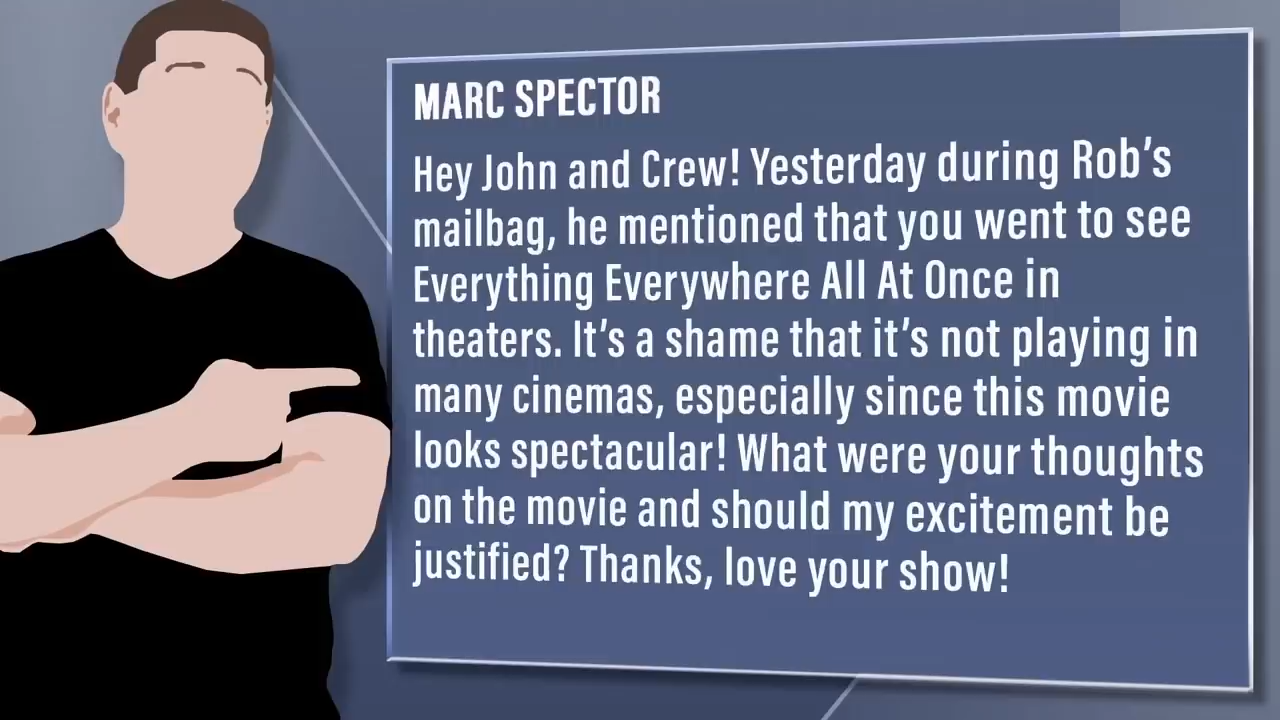 MARC SPECTOR
Hey John and Crew! Yesterday during Rob's
mailbag, he mentioned that you went to see
Everything Everywhere All At Once in
theaters. It's a shame that it's not playing in
many cinemas, especially since this movie
looks spectacular! What were your thoughts
on the movie and should my excitement be
justified? Thanks, love your show!